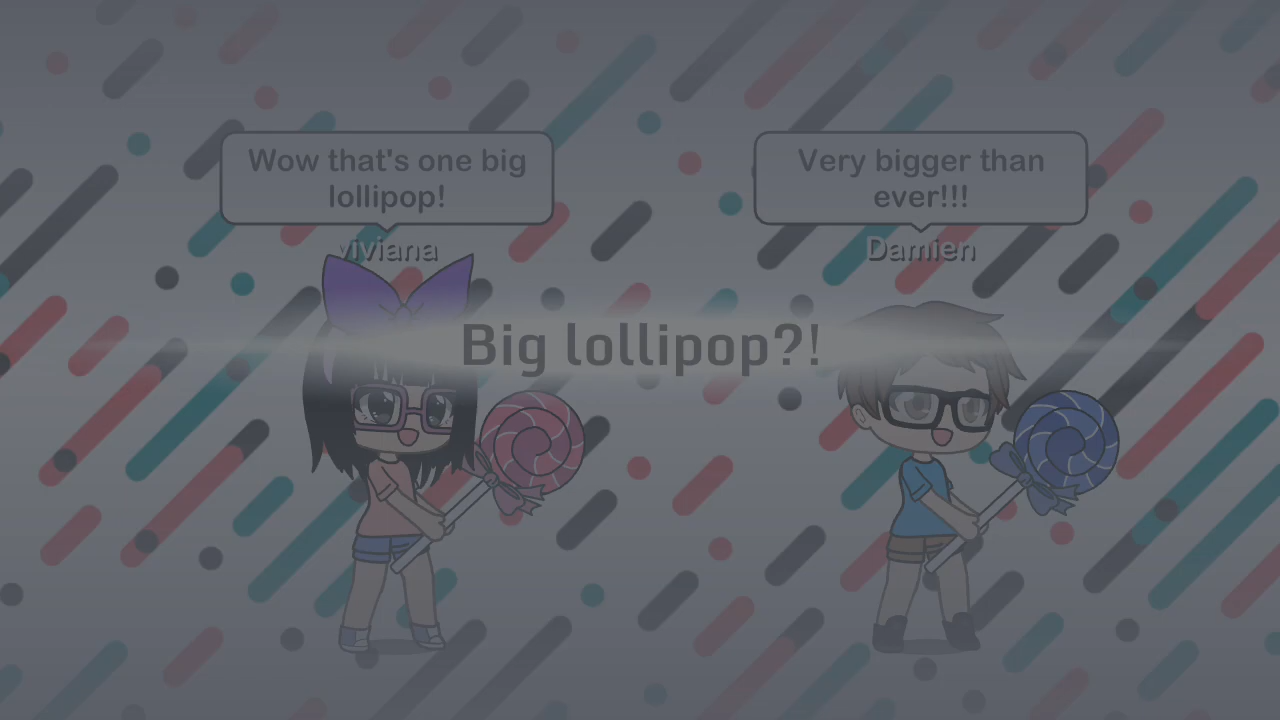 Wow that's one big
lollipop!
viviana
Very bigger than
ever!!!
Damien
Big lollipop?!